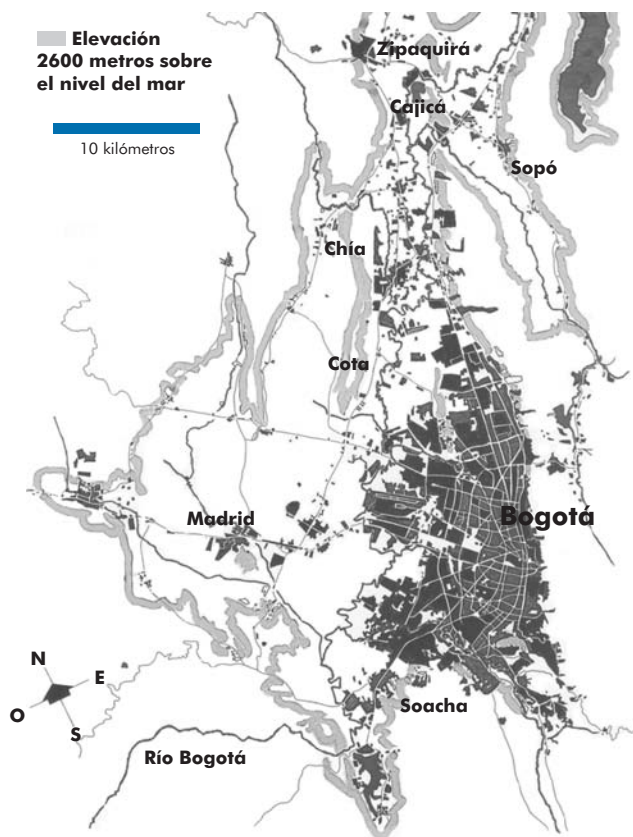 Elevación
2600 metros sobre
el nivel del mar
10 kilómetros
Zipaquirá
Cajicá
Sopó
Chía
Cota
Madrid
Bogotá
N
E
O
S
Soacha
Río Bogotá